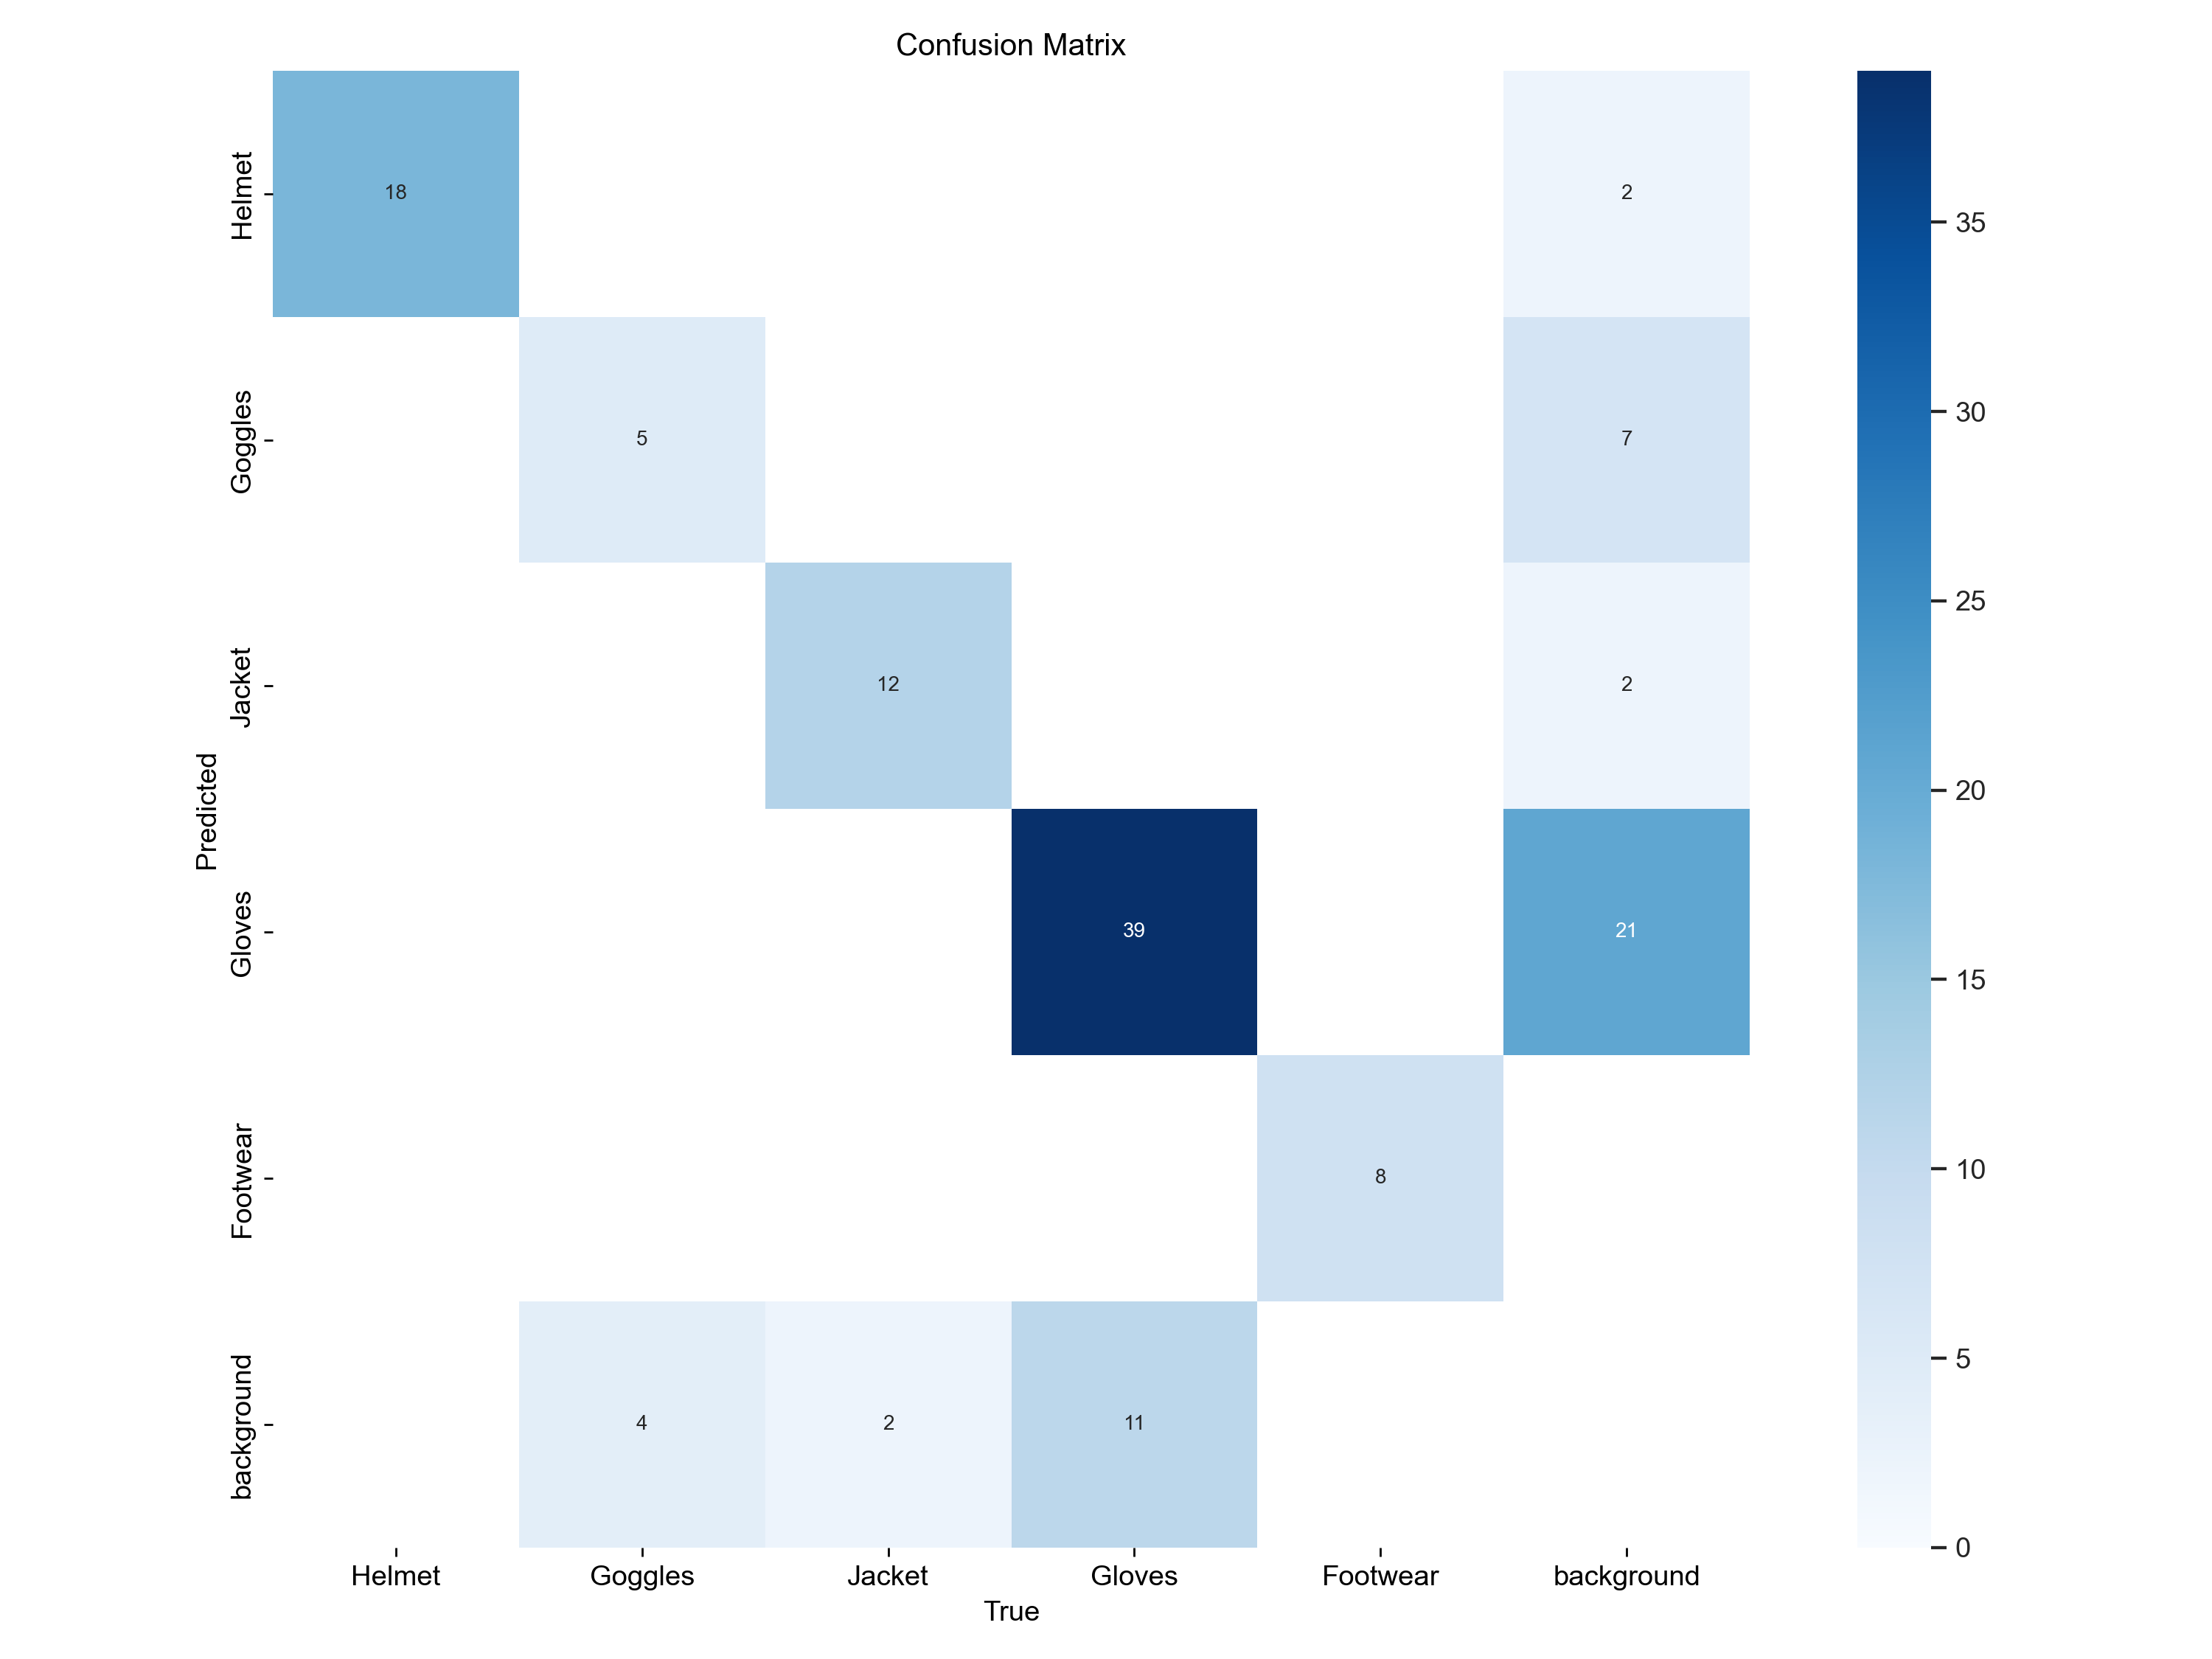 Confusion Matrix
Helmet
18
2
35
Goggles
5
7
30
25
Jacket
12
2
Predicted
20
Gloves
39
21
15
Footwear
8
10
background
4
2
11
5
0
Helmet Goggles Jacket Gloves Footwear background
True